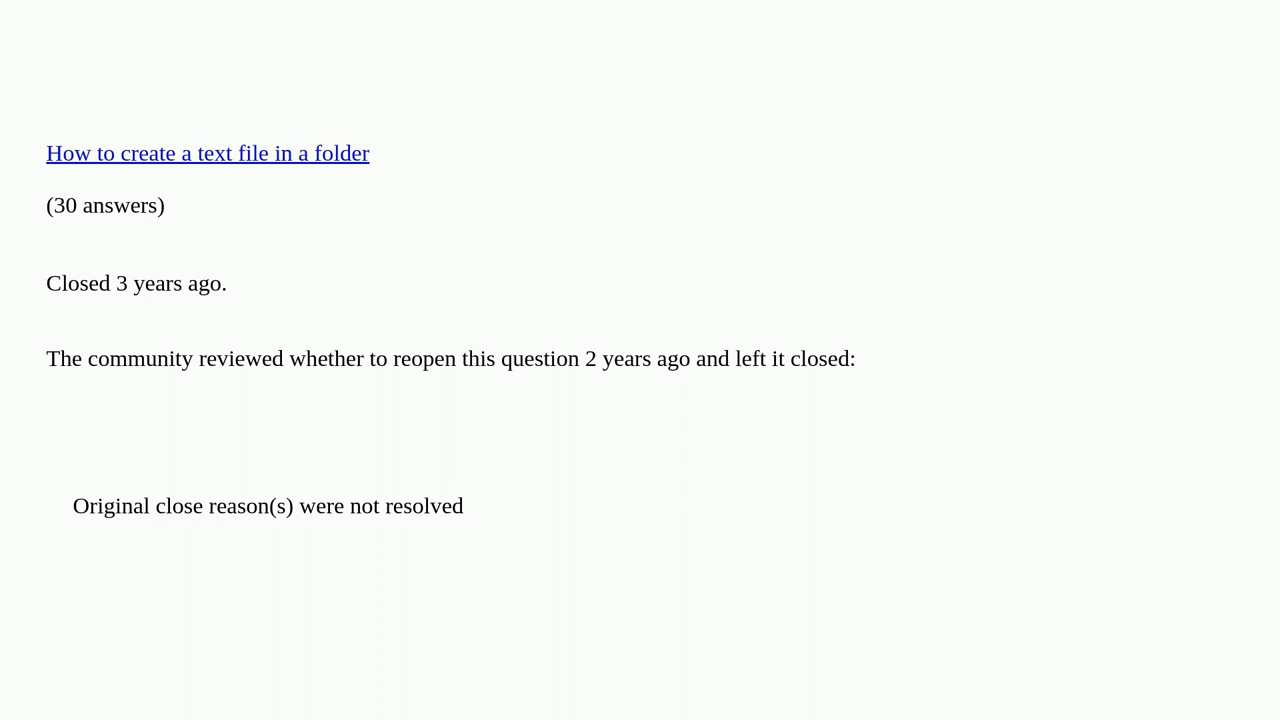 How to create a text file in a folder
(30 answers)
Closed 3 years ago.
The community reviewed whether to reopen this question 2 years ago and left it closed:
Original close reason(s) were not resolved